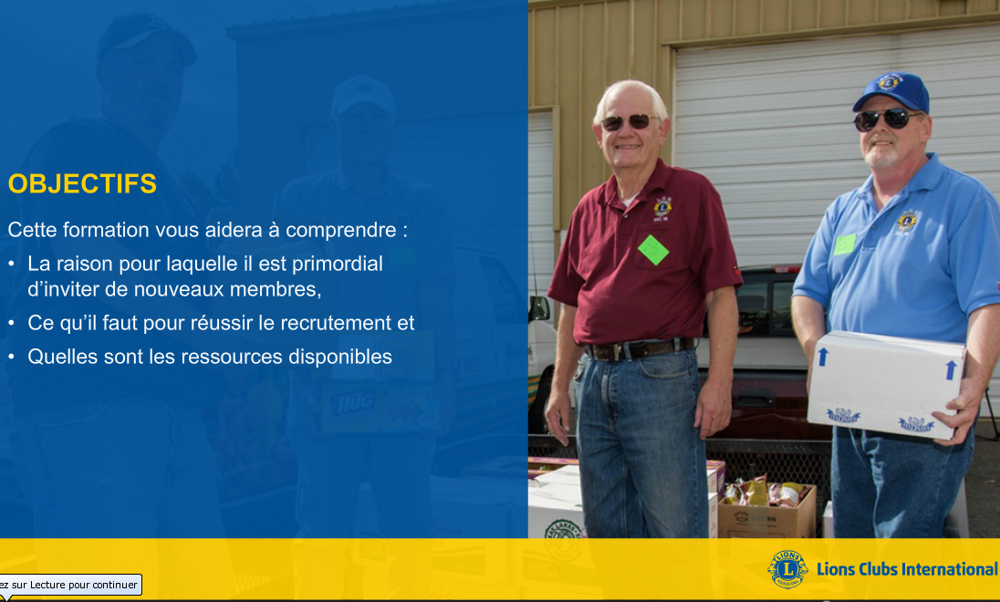 OBJECTIFS
Cette formation vous aidera à comprendre :
• La raison pour laquelle il est primordial
d’inviter de nouveaux membres,
• Ce qu’il faut pour réussir le recrutement et
• Quelles sont les ressources disponibles
HUG
LIONS
L
Lions Clubs International
ez sur Lecture pour continuer